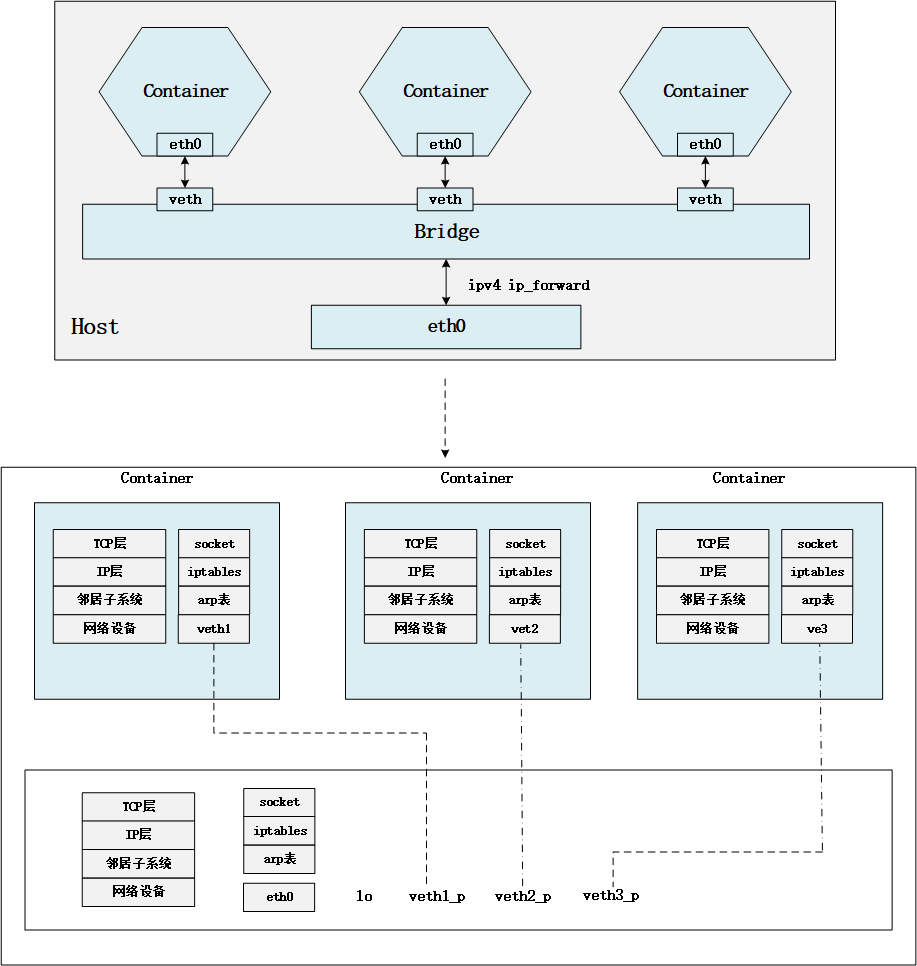 Container Container Container
eth0 eth0 eth0
veth veth veth
Bridge
ipv4 ip_forward
Host
eth0
Container Container Container
TCP层 socket TCP层 socket TCP层 socket
IP层 iptables IP层 iptables IP层 iptables
邻居子系统 arp表 邻居子系统 arp表 邻居子系统 arp表
网络设备 veth1 网络设备 vet2 网络设备 ve3
TCP层 socket
IP层 iptables
邻居子系统 arp表
网络设备 eth0 lo veth1_p veth2_p veth3_p